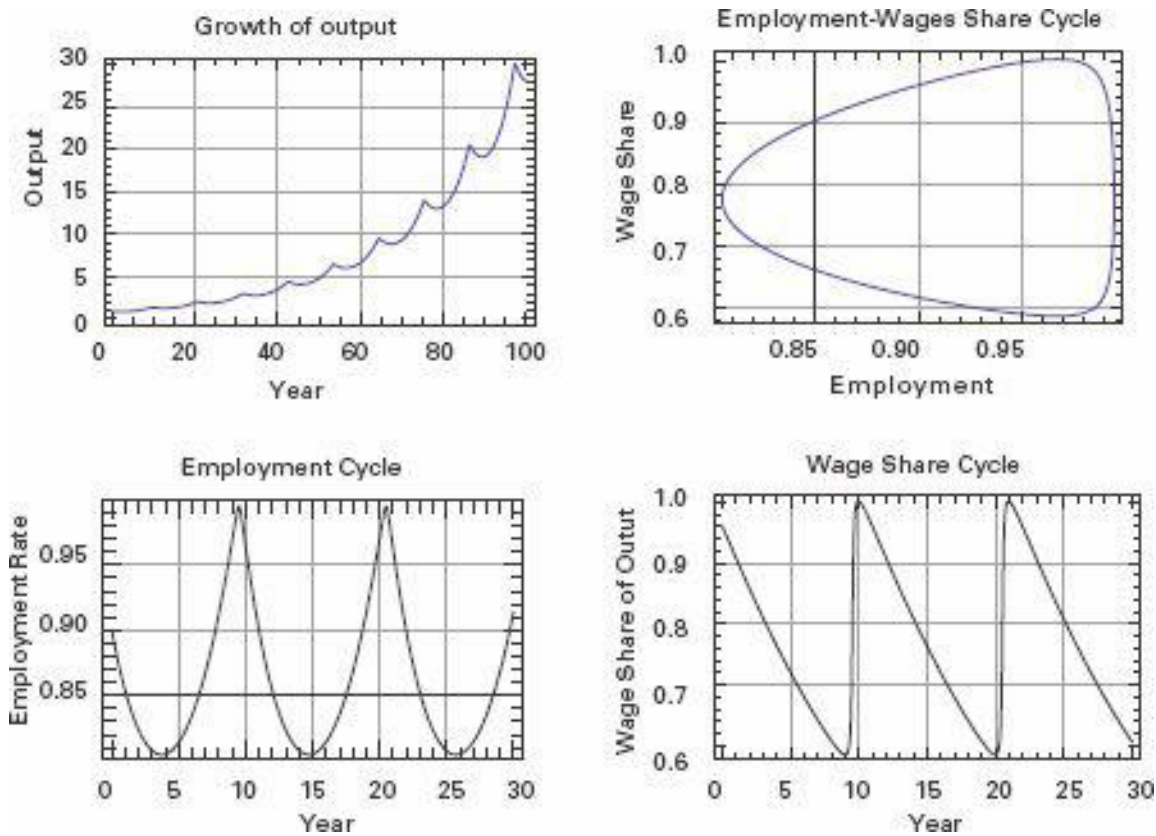 Growth of output
30
25
20
15
10
5
0
Output
0 20 40 60 80 100
Year
Employment-Wages Share Cycle
1.0
0.9
0.8
0.7
0.6
Wage Share
0.85 0.90 0.95
Employment
Employment Cycle
0.95
0.90
0.85
Employment Rate
0 5 10 15 20 25 30
Year
Wage Share Cycle
1.0
0.9
0.8
0.7
0.6
Wage Share of Outut
0 5 10 15 20 25 30
Year